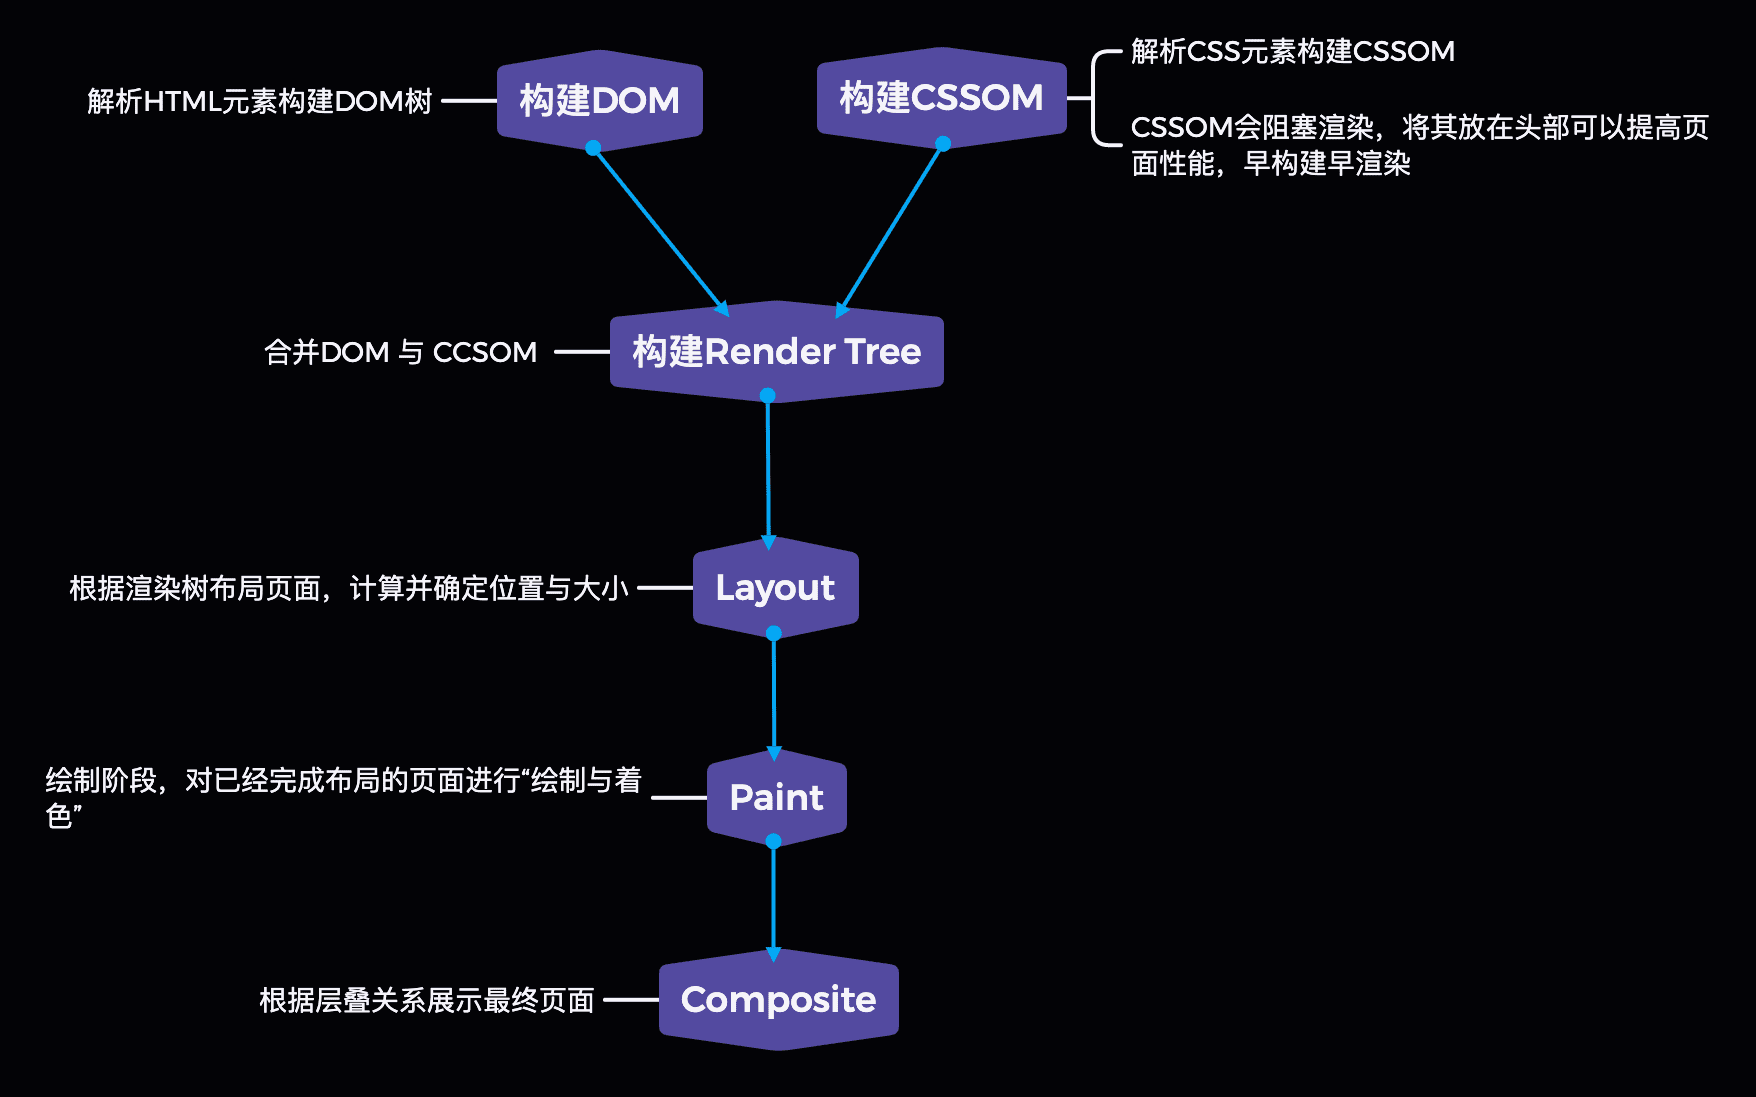 解析HTML元素构建DOM树
构建DOM
构建CSSOM
解析CSS元素构建CSSOM
CSSOM会阻塞渲染，将其放在头部可以提高页
面性能，早构建早渲染
合并DOM 与 CCSOM
构建Render Tree
根据渲染树布局页面，计算并确定位置与大小
Layout
绘制阶段，对已经完成布局的页面进行“绘制与着
色”
Paint
根据层叠关系展示最终页面
Composite